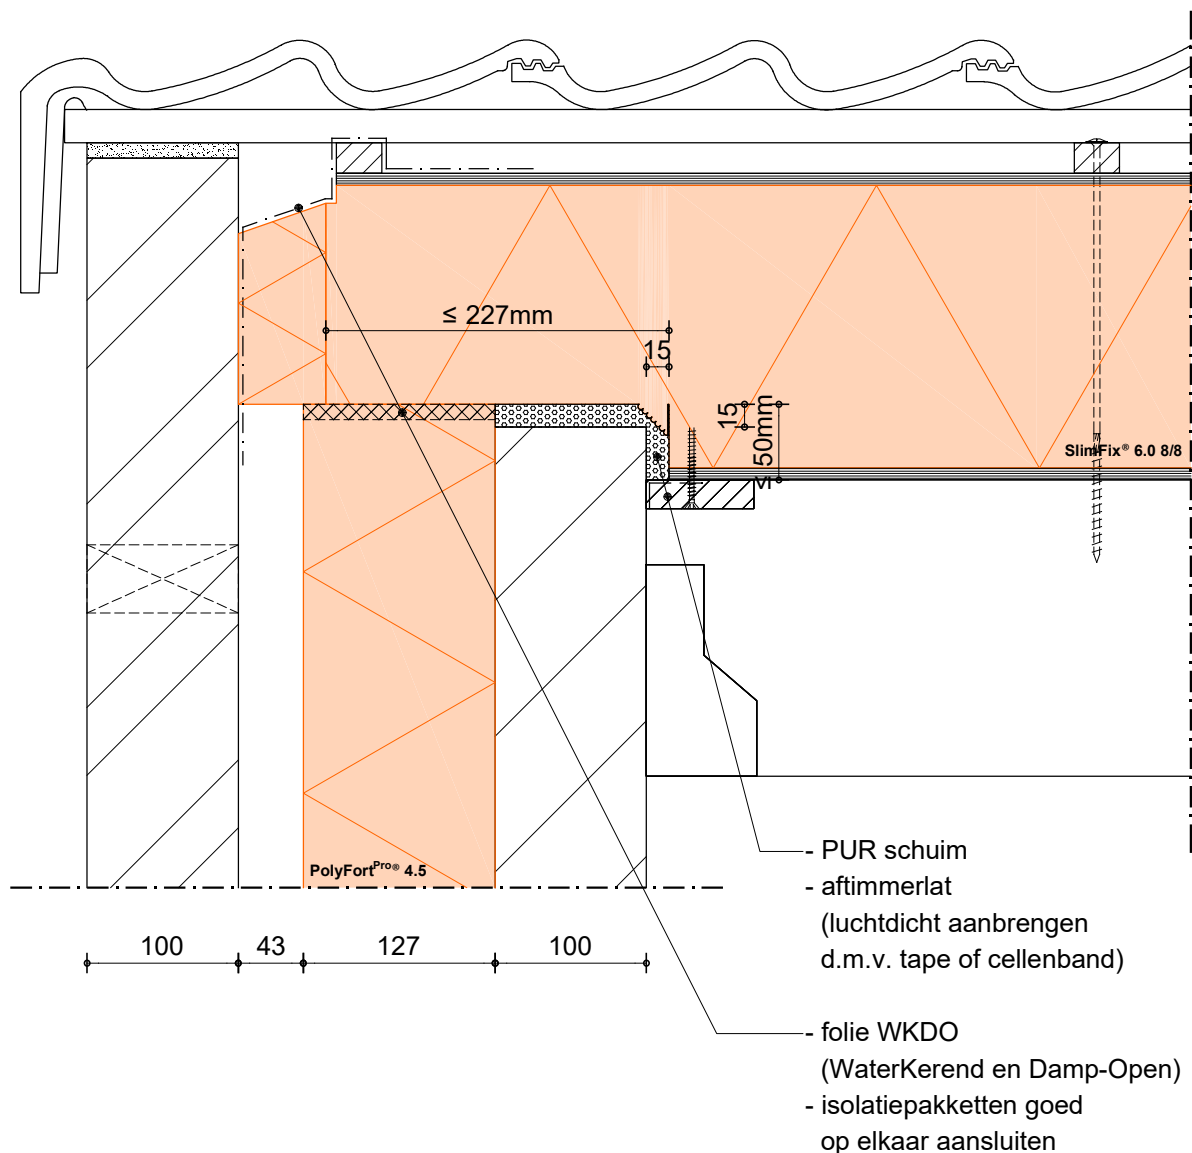 ≤ 227mm
15
15
≤ 50mm
SlimFix® 6.0 8/8
PolyFortPro® 4.5
100
43
127
100
- PUR schuim
- aftimmerlat
(luchtdicht aanbrengen
d.m.v. tape of cellenband)
- folie WKDO
(WaterKerend en Damp-Open)
- isolatiepakketten goed
op elkaar aansluiten